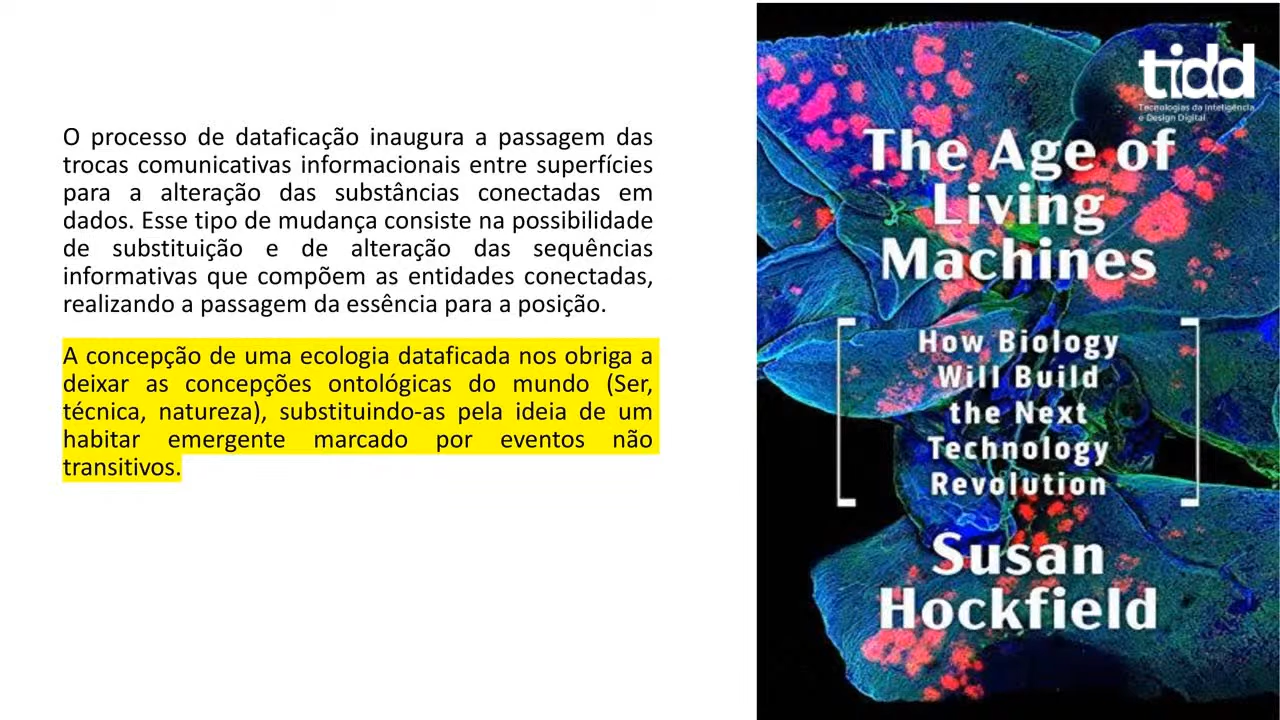 O processo de dataficação inaugura a passagem das
trocas comunicativas informacionais entre superfícies
para a alteração das substâncias conectadas em
dados. Esse tipo de mudança consiste na possibilidade
de substituição e de alteração das sequências
informativas que compõem as entidades conectadas,
realizando a passagem da essência para a posição.
A concepção de uma ecologia dataficada nos obriga a
deixar as concepções ontológicas do mundo (Ser,
técnica, natureza), substituindo-as pela ideia de um
habitar emergente marcado por eventos não
transitivos.
tidd
Tecnologias da Inteligência
e Design Digital
The Age of
Living
Machines
How Biology
Will Build
the Next
Technology
Revolution
Susan
Hockfield